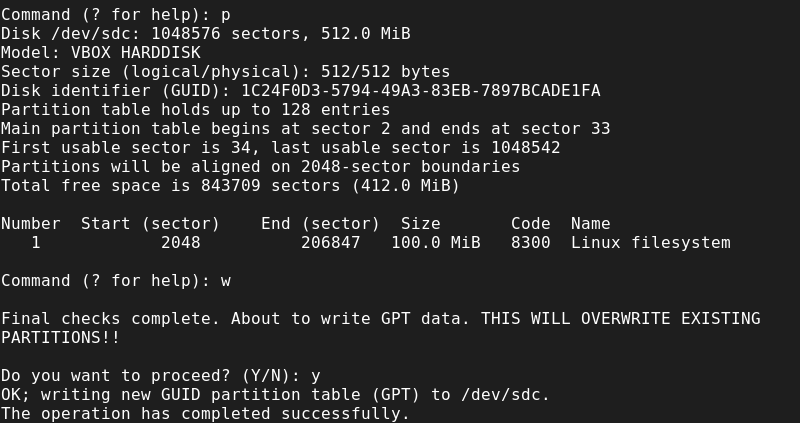 Command (? for help): p
Disk /dev/sdc: 1048576 sectors, 512.0 MiB
Model: VBOX HARDDISK
Sector size (logical/physical): 512/512 bytes
Disk identifier (GUID): 1C24F0D3-5794-49A3-83EB-7897BCADE1FA
Partition table holds up to 128 entries
Main partition table begins at sector 2 and ends at sector 33
First usable sector is 34, last usable sector is 1048542
Partitions will be aligned on 2048-sector boundaries
Total free space is 843709 sectors (412.0 MiB)
Number  Start (sector)    End (sector)  Size       Code  Name
   1            2048          206847   100.0 MiB   8300  Linux filesystem
Command (? for help): w
Final checks complete. About to write GPT data. THIS WILL OVERWRITE EXISTING
PARTITIONS!!
Do you want to proceed? (Y/N): y
OK; writing new GUID partition table (GPT) to /dev/sdc.
The operation has completed successfully.